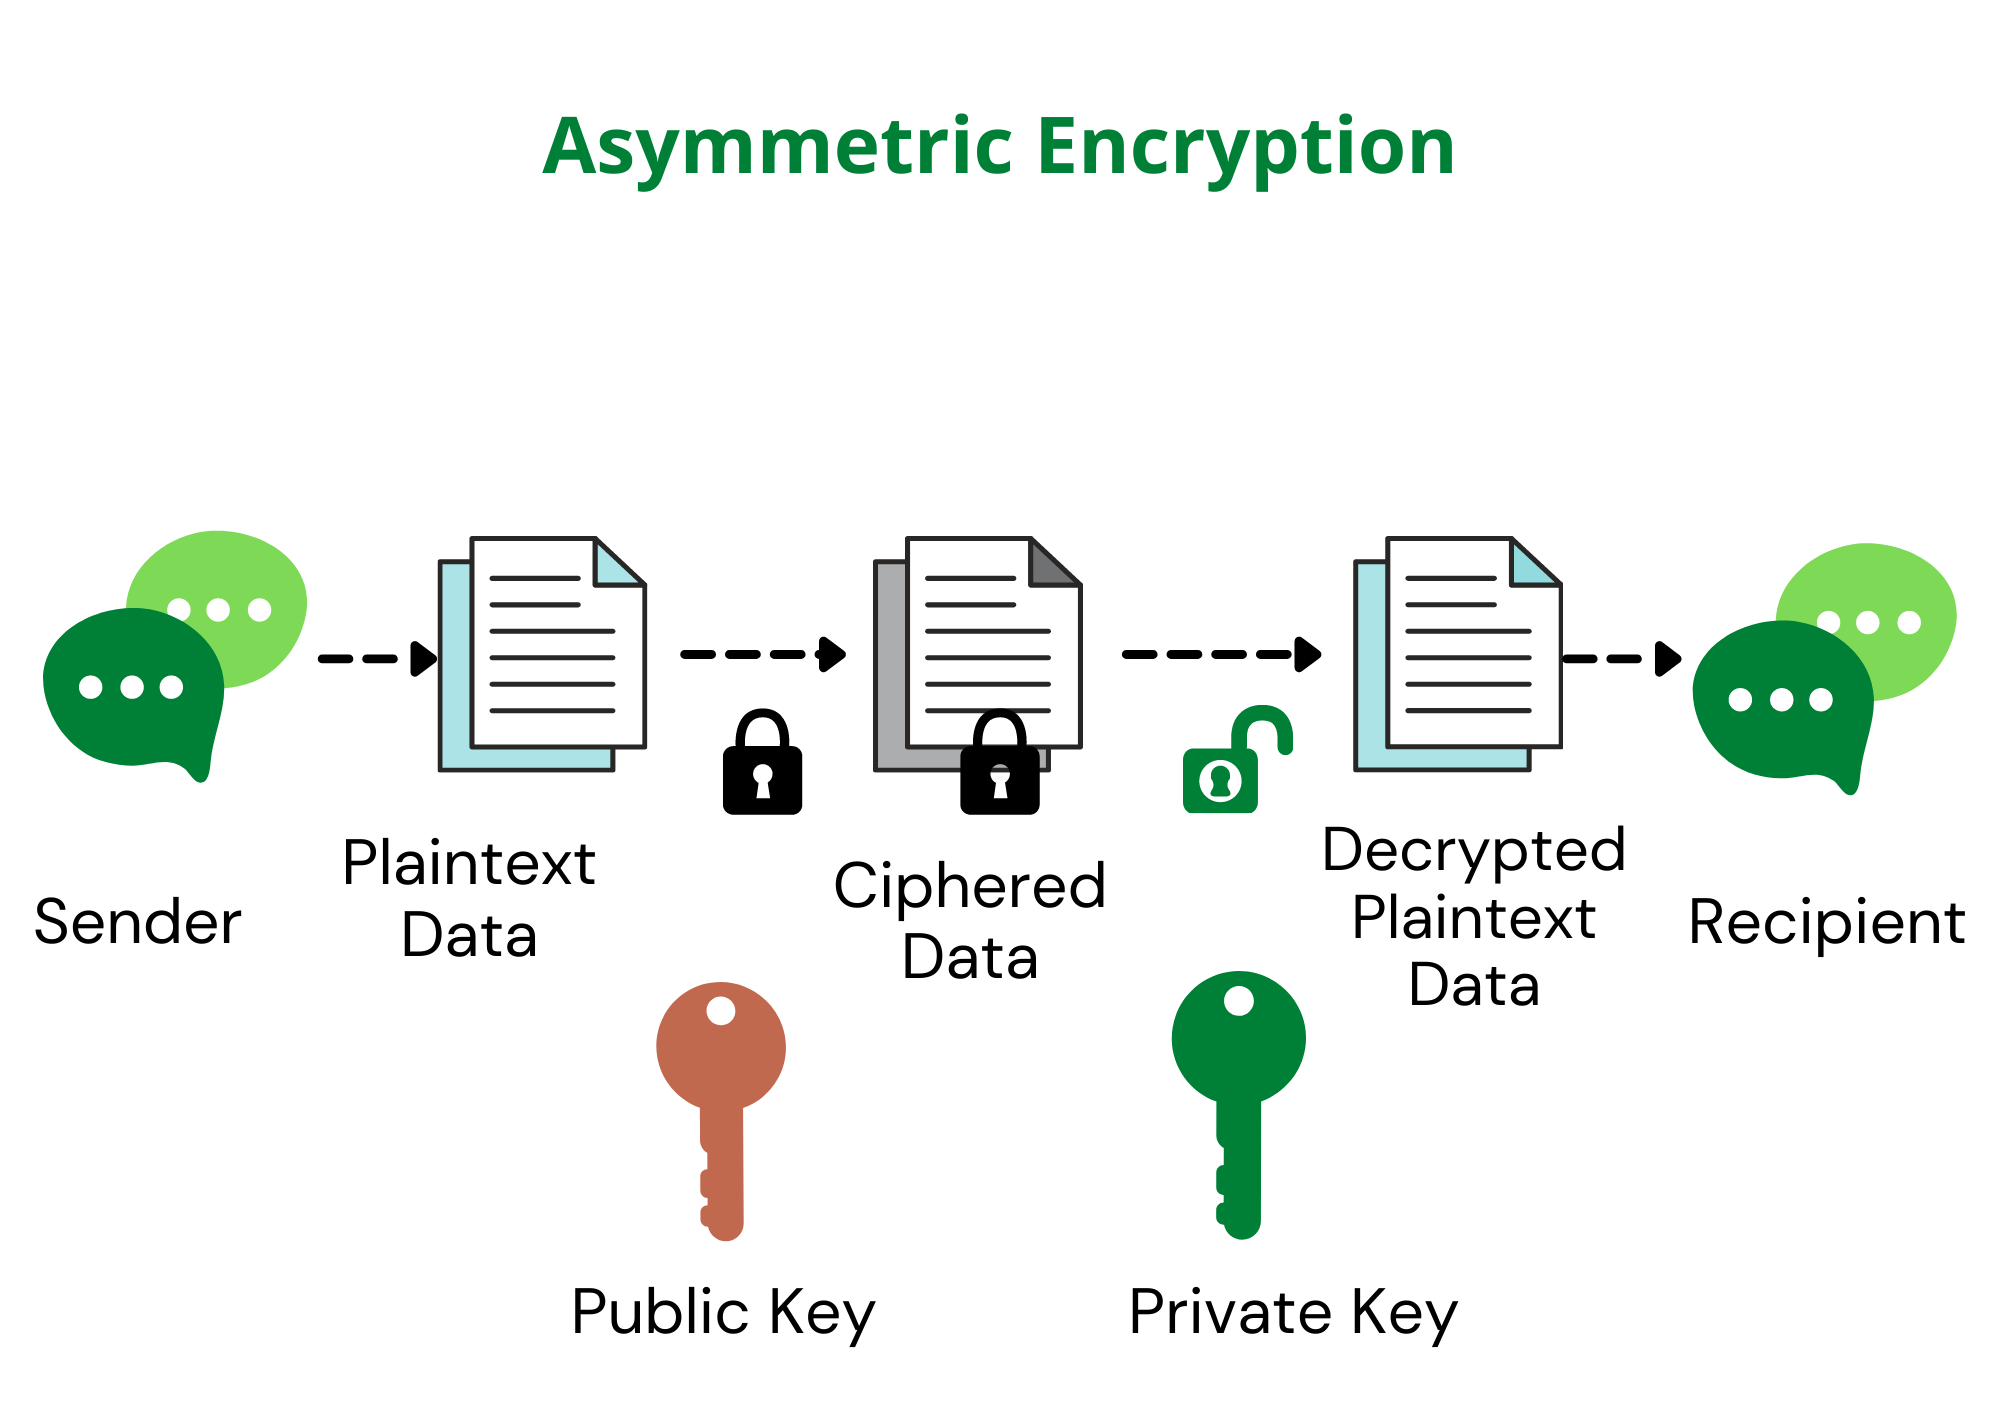 Asymmetric Encryption
Sender
Plaintext
Data
Ciphered
Data
Decrypted
Plaintext
Data
Recipient
Public Key
Private Key